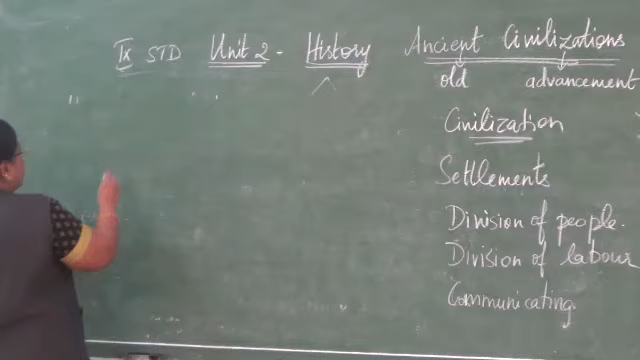 IX STD Unit 2 - History Ancient Civilizations
old advancement
Civilization
Settlements
Division of people.
Division of labour
Communicating.